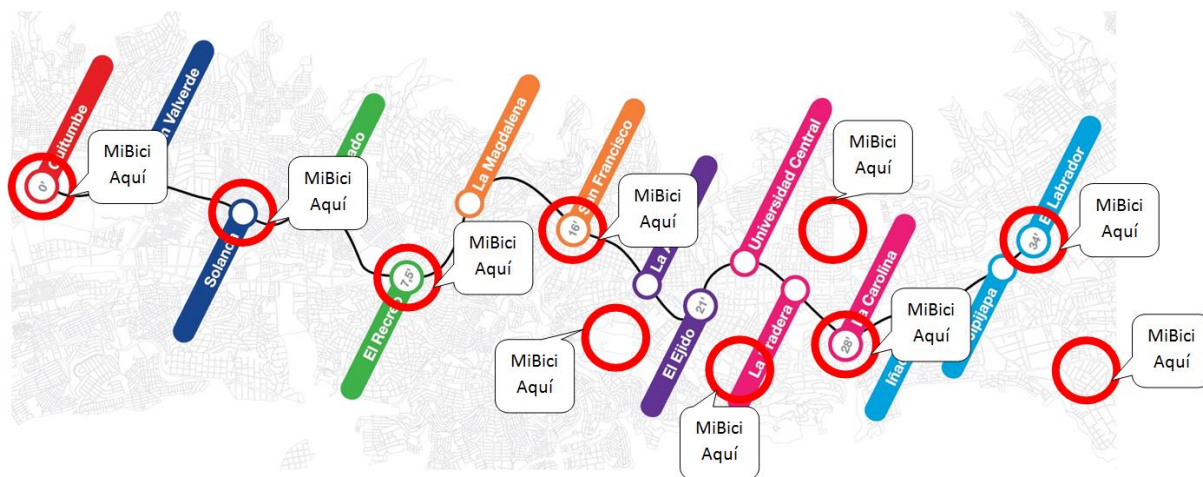 Quitumbe
0'
MiBici
Aquí
Valverde
Solanda
MiBici
Aquí
El Recreo
7,5'
MiBici
Aquí
La Magdalena
San Francisco
16'
MiBici
Aquí
MiBici
Aquí
La A
El Ejido
21'
Universidad Central
La Pradera
MiBici
Aquí
MiBici
Aquí
La Carolina
28'
MiBici
Aquí
Iña
El Labrador
34'
MiBici
Aquí
MiBici
Aquí